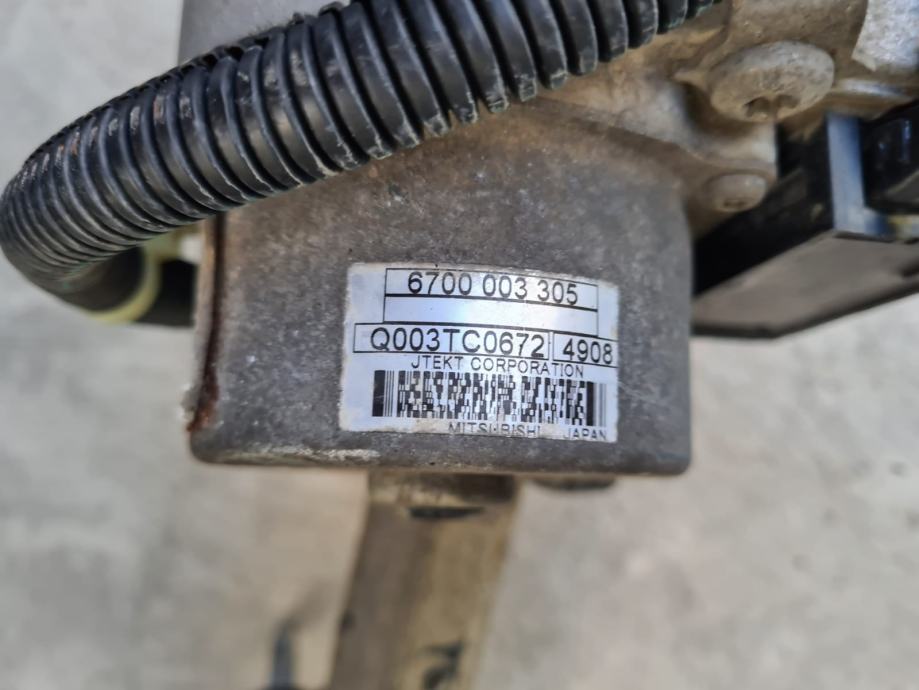 6700 003 305
Q003TC0672 4908
JTEKT CORPORATION
MITSUBISHI JAPAN